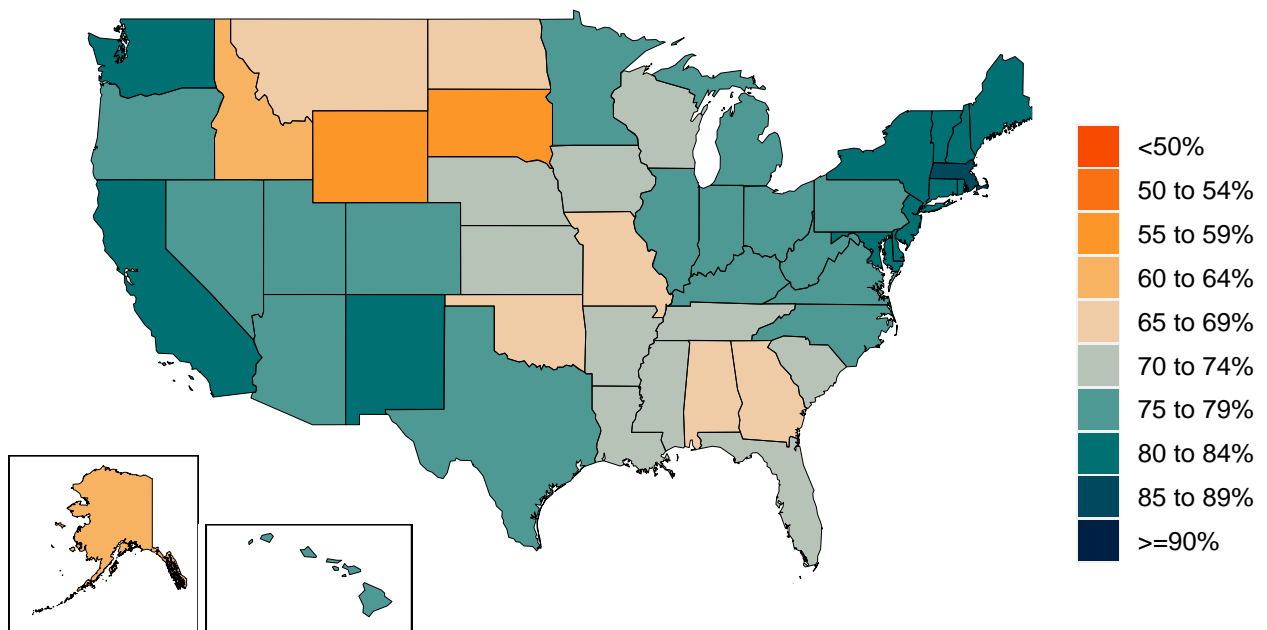 <50%
50 to 54%
55 to 59%
60 to 64%
65 to 69%
70 to 74%
75 to 79%
80 to 84%
85 to 89%
>=90%